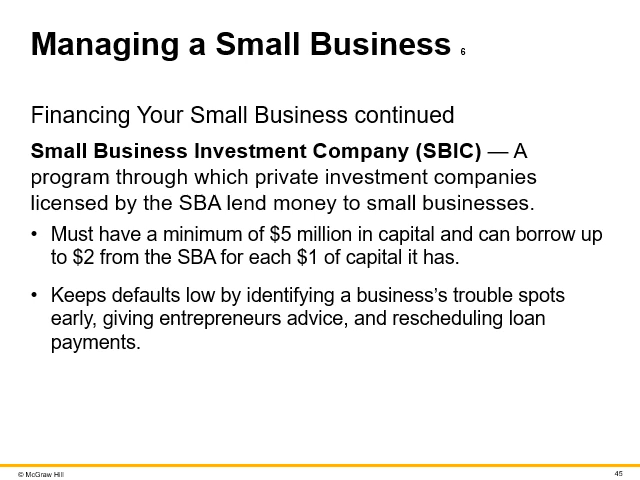 Managing a Small Business 6
Financing Your Small Business continued
Small Business Investment Company (SBIC) — A
program through which private investment companies
licensed by the SBA lend money to small businesses.
• Must have a minimum of $5 million in capital and can borrow up
to $2 from the SBA for each $1 of capital it has.
• Keeps defaults low by identifying a business’s trouble spots
early, giving entrepreneurs advice, and rescheduling loan
payments.
© McGraw Hill
45